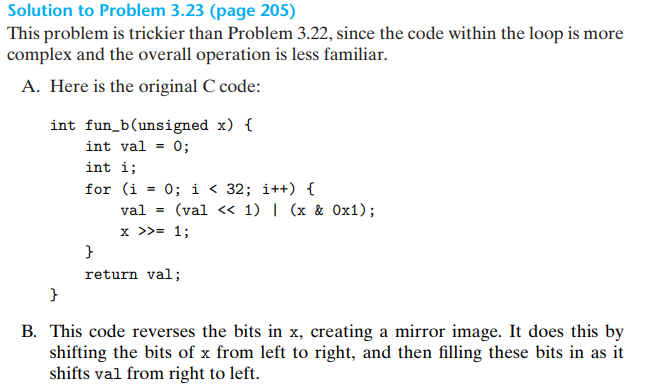 Solution to Problem 3.23 (page 205)
This problem is trickier than Problem 3.22, since the code within the loop is more
complex and the overall operation is less familiar.
A. Here is the original C code:
int fun_b(unsigned x) {
    int val = 0;
    int i;
    for (i = 0; i < 32; i++) {
        val = (val << 1) | (x & 0x1);
        x >>= 1;
    }
    return val;
}
B. This code reverses the bits in x, creating a mirror image. It does this by
shifting the bits of x from left to right, and then filling these bits in as it
shifts val from right to left.